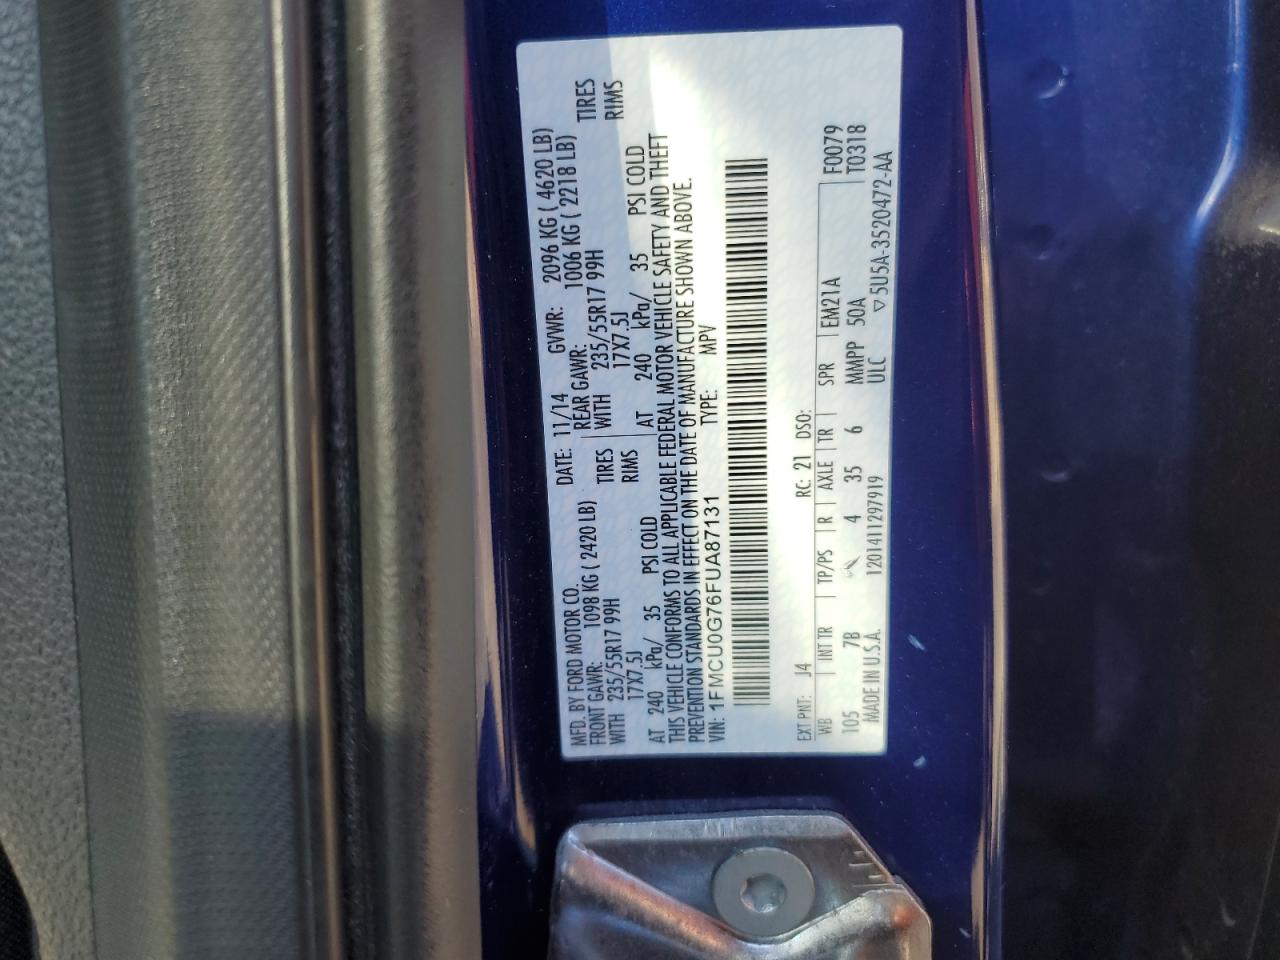 MFD. BY FORD MOTOR CO.
DATE: 11/14 GVWR: 2096 KG ( 4620 LB)
FRONT GAWR: 1098 KG ( 2420 LB)
REAR GAWR: 1006 KG ( 2218 LB)
WITH 235/55R17 99H TIRES
WITH 235/55R17 99H TIRES
17X7.5J RIMS
17X7.5J RIMS
AT 240 kPa/ 35 PSI COLD
AT 240 kPa/ 35 PSI COLD
THIS VEHICLE CONFORMS TO ALL APPLICABLE FEDERAL MOTOR VEHICLE SAFETY AND THEFT
PREVENTION STANDARDS IN EFFECT ON THE DATE OF MANUFACTURE SHOWN ABOVE.
VIN: 1FMCU0G76FUA87131 TYPE: MPV
EXT PNT: J4 RC: 21 DSO: F0079
WB INT TR TP/PS R AXLE TR SPR EM21A T0318
105 7B 4 35 6 MMPP 50A
MADE IN U.S.A. 1201411297919 ULC ▽5U5A-3520472-AA